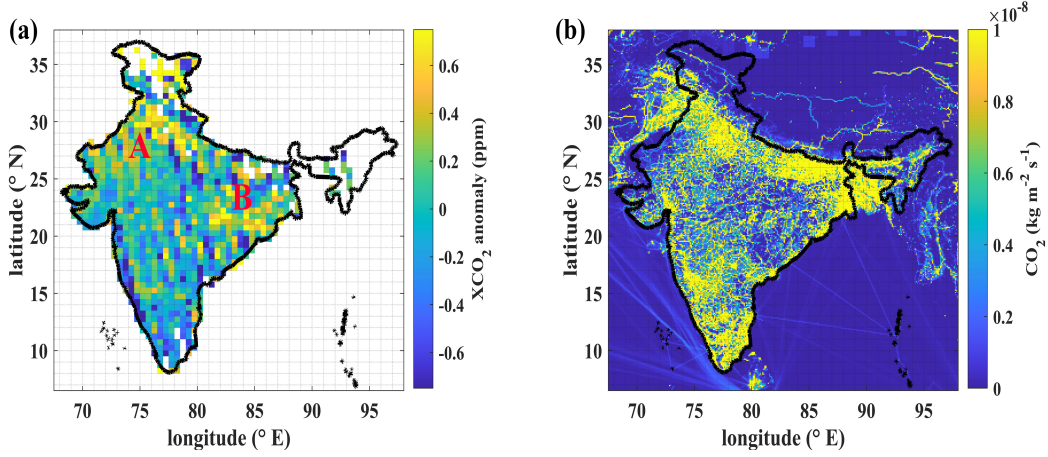 (a)
35
30
25
20
15
10
latitude (° N)
70 75 80 85 90 95
longitude (° E)
A
B
0.6
0.4
0.2
0
-0.2
-0.4
-0.6
XCO₂ anomaly (ppm)
(b)
35
30
25
20
15
10
latitude (° N)
70 75 80 85 90 95
longitude (° E)
×10⁻⁸
1
0.8
0.6
0.4
0.2
0
CO₂ (kg m⁻² s⁻¹)